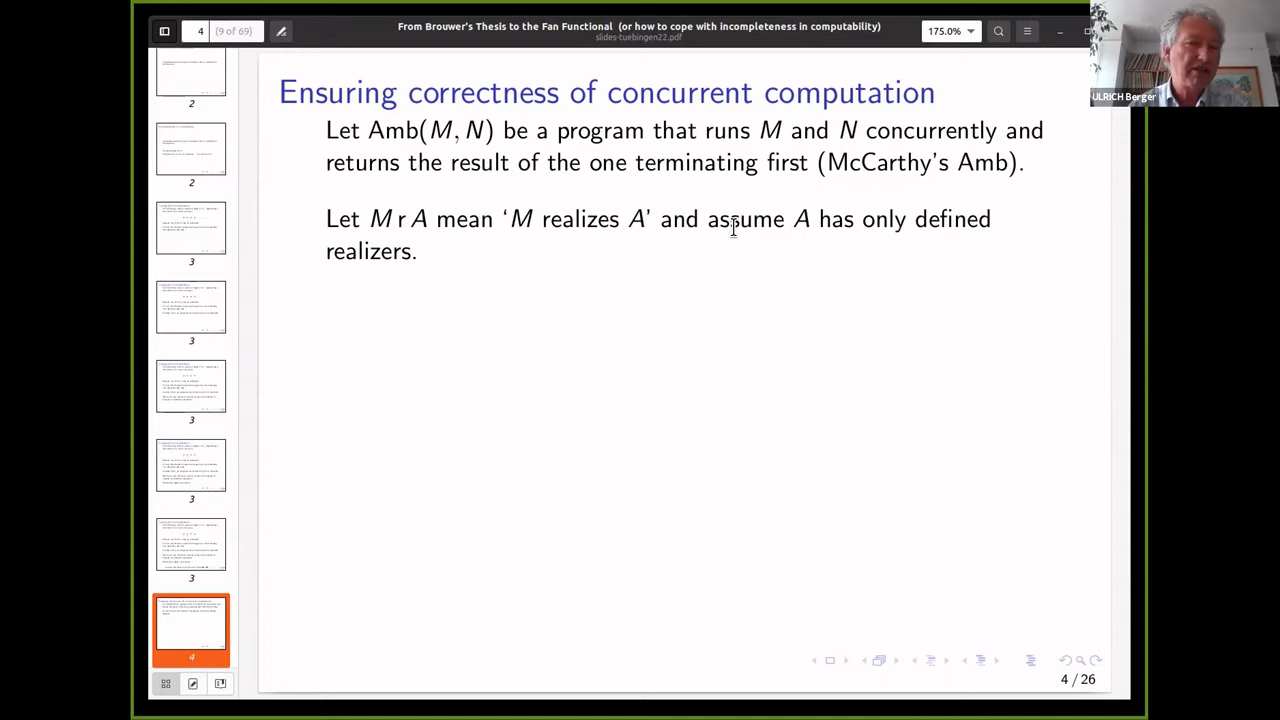 From Brouwer's Thesis to the Fan Functional (or how to cope with incompleteness in computability)
slides-tuebingen22.pdf
4 (9 of 69)
175.0%
ULRICH Berger
Ensuring correctness of concurrent computation
Let Amb(M, N) be a program that runs M and N concurrently and
returns the result of the one terminating first (McCarthy's Amb).
Let M r A mean ‘M realizes A’ and assume A has only defined
realizers.
2
2
3
3
3
3
3
4
4 / 26